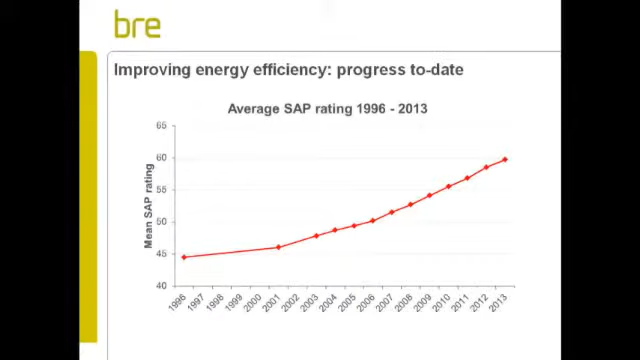 bre
Improving energy efficiency: progress to-date
Average SAP rating 1996 - 2013
65
60
55
50
45
40
Mean SAP rating
1996 1997 1998 1999 2000 2001 2002 2003 2004 2005 2006 2007 2008 2009 2010 2011 2012 2013